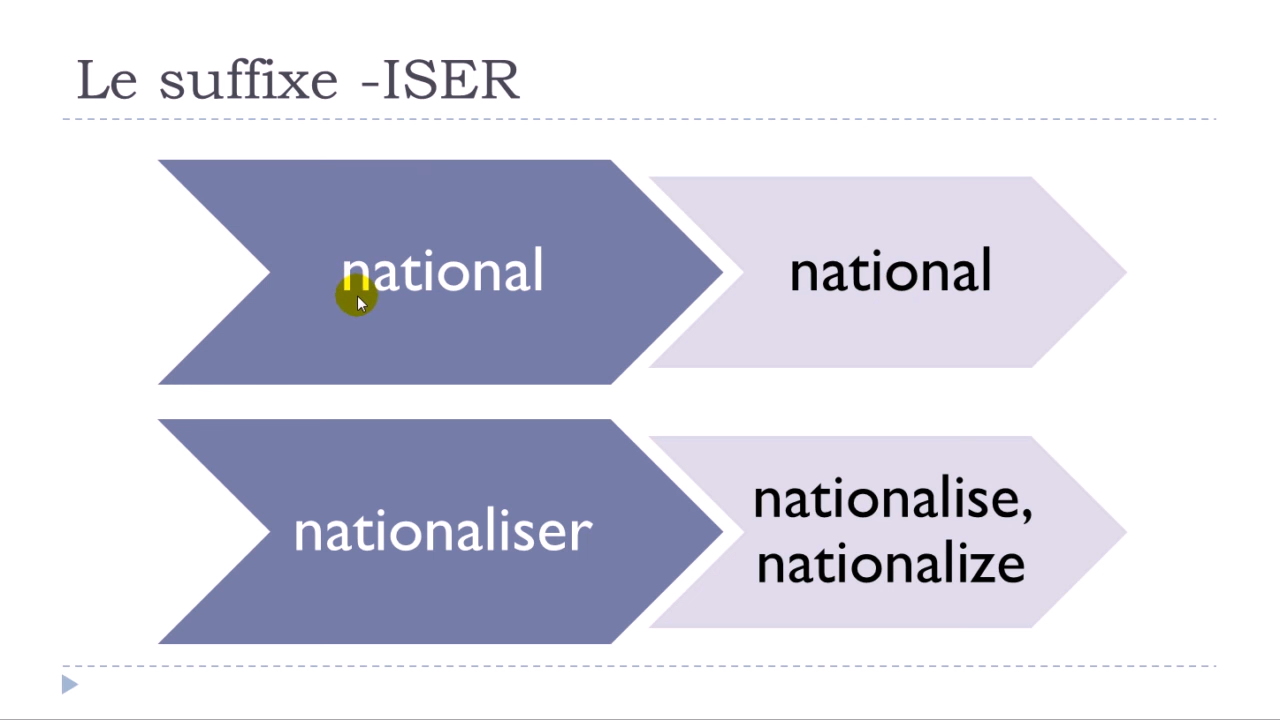 Le suffixe -ISER
national
national
nationaliser
nationalise,
nationalize